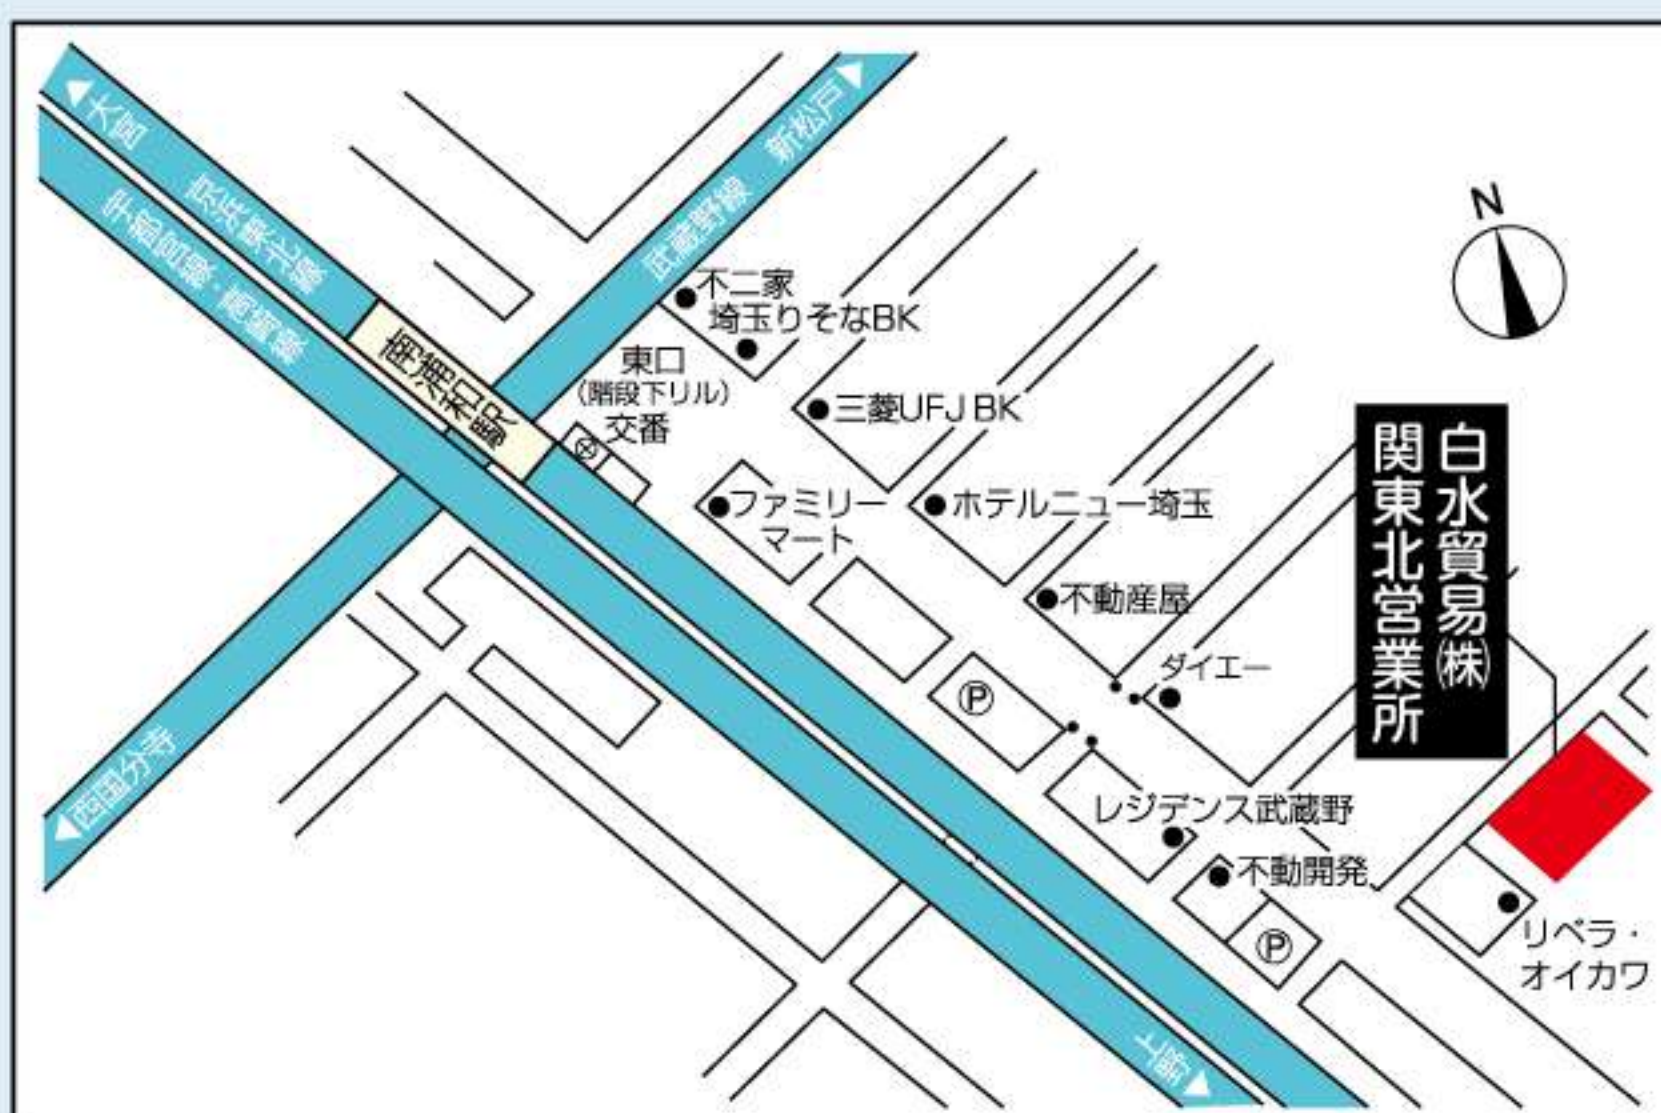 大宮
京浜東北線
宇都宮線・高崎線
武蔵野線 新松戸
N
南浦和駅
不二家
埼玉りそなBK
東口
(階段下リル)
交番
三菱UFJ BK
ファミリー
マート
ホテルニュー埼玉
不動産屋
白水貿易㈱
関東北営業所
ダイエー
P
西国分寺
レジデンス武蔵野
不動開発
P
リベラ・
オイカワ
上野